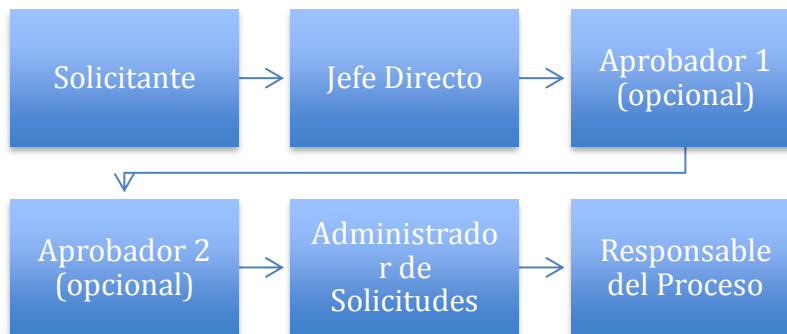 Solicitante
Jefe Directo
Aprobador 1
(opcional)
Aprobador 2
(opcional)
Administrado
r de
Solicitudes
Responsable
del Proceso